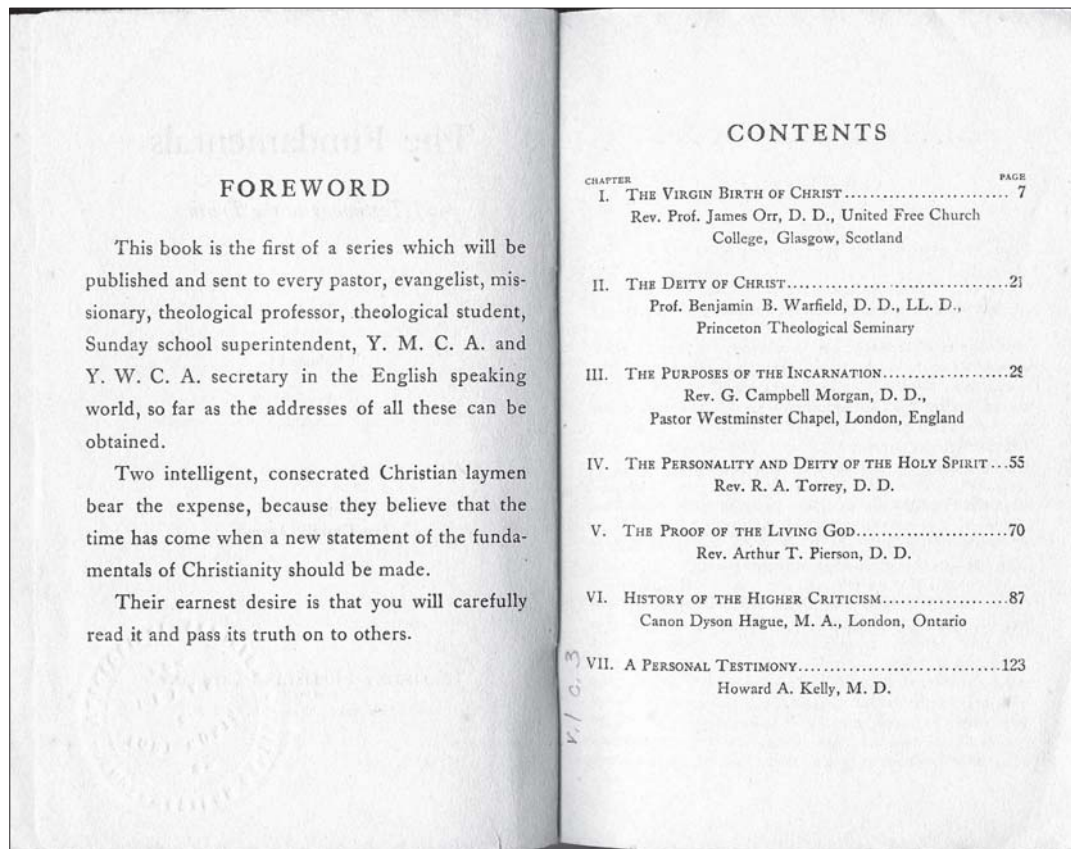 FOREWORD
This book is the first of a series which will be
published and sent to every pastor, evangelist, mis-
sionary, theological professor, theological student,
Sunday school superintendent, Y. M. C. A. and
Y. W. C. A. secretary in the English speaking
world, so far as the addresses of all these can be
obtained.
Two intelligent, consecrated Christian laymen
bear the expense, because they believe that the
time has come when a new statement of the funda-
mentals of Christianity should be made.
Their earnest desire is that you will carefully
read it and pass its truth on to others.
CONTENTS
CHAPTER PAGE
I. THE VIRGIN BIRTH OF CHRIST........................ 7
Rev. Prof. James Orr, D. D., United Free Church
College, Glasgow, Scotland
II. THE DEITY OF CHRIST.................................21
Prof. Benjamin B. Warfield, D. D., LL. D.,
Princeton Theological Seminary
III. THE PURPOSES OF THE INCARNATION..................29
Rev. G. Campbell Morgan, D. D.,
Pastor Westminster Chapel, London, England
IV. THE PERSONALITY AND DEITY OF THE HOLY SPIRIT...55
Rev. R. A. Torrey, D. D.
V. THE PROOF OF THE LIVING GOD.......................70
Rev. Arthur T. Pierson, D. D.
VI. HISTORY OF THE HIGHER CRITICISM...................87
Canon Dyson Hague, M. A., London, Ontario
VII. A PERSONAL TESTIMONY..............................123
Howard A. Kelly, M. D.
v.1 c.3